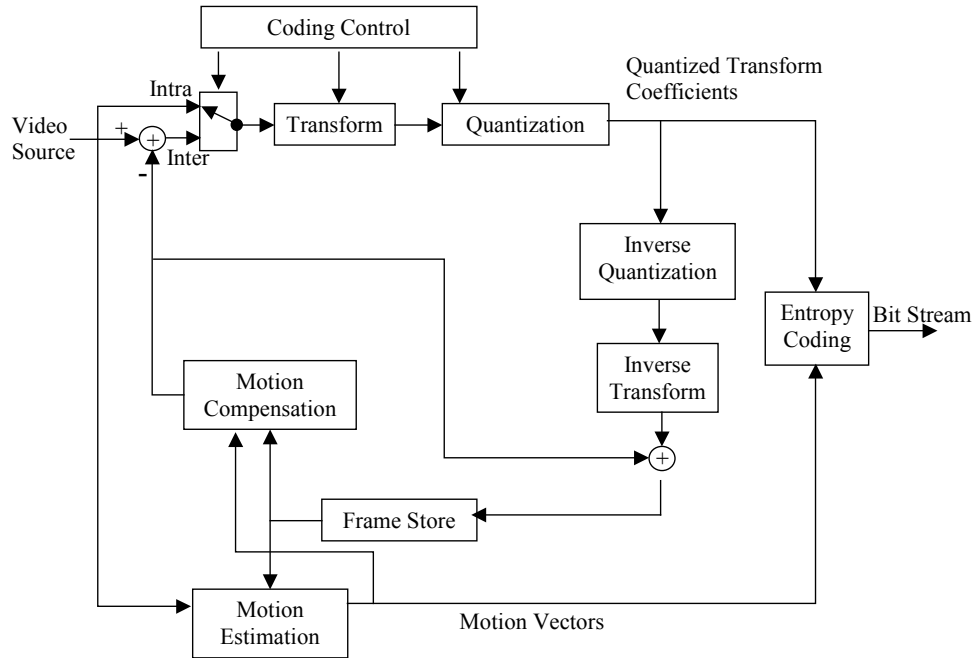 Coding Control
Quantized Transform
Coefficients
Intra
Video
Source
+
+
Inter
-
Transform
Quantization
Inverse
Quantization
Entropy
Coding
Bit Stream
Inverse
Transform
Motion
Compensation
+
Frame Store
Motion
Estimation
Motion Vectors